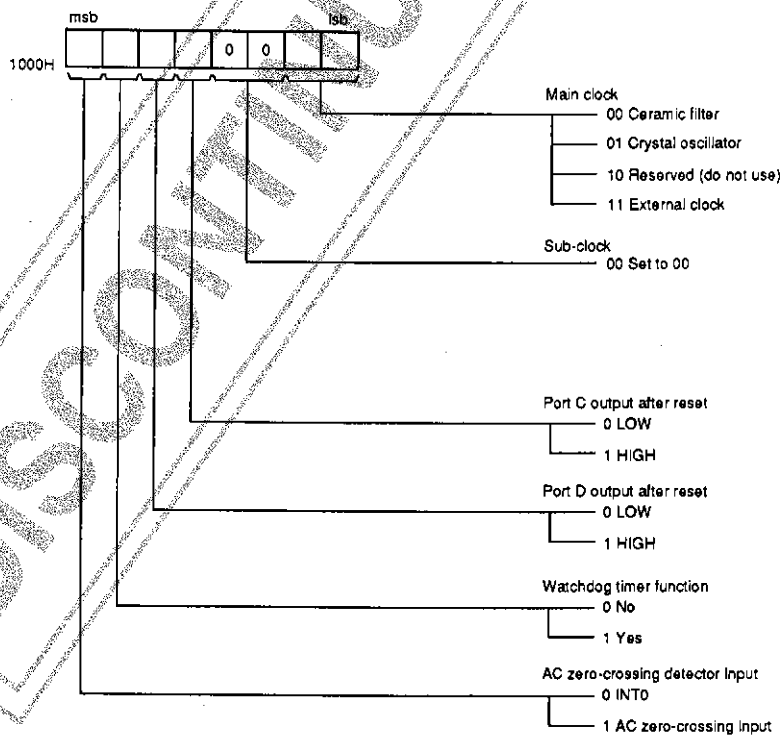 msb lsb
0 0
1000H
Main clock
00 Ceramic filter
01 Crystal oscillator
10 Reserved (do not use)
11 External clock
Sub-clock
00 Set to 00
Port C output after reset
0 LOW
1 HIGH
Port D output after reset
0 LOW
1 HIGH
Watchdog timer function
0 No
1 Yes
AC zero-crossing detector Input
0 INT0
1 AC zero-crossing Input
DISCONTINU